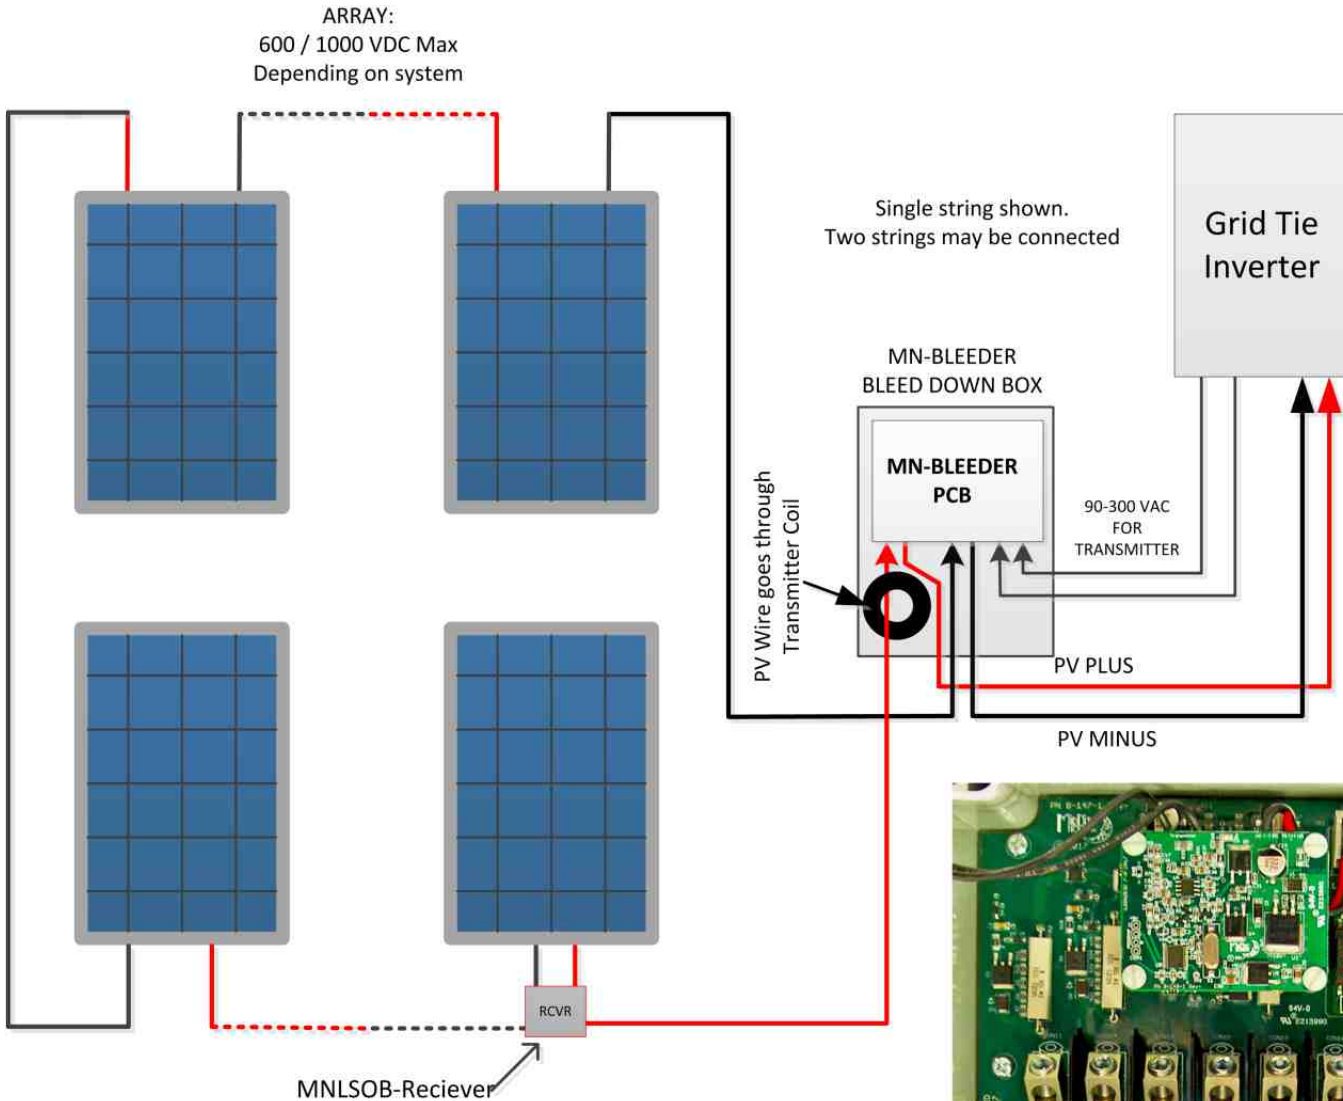 ARRAY:
600 / 1000 VDC Max
Depending on system
Single string shown.
Two strings may be connected
Grid Tie
Inverter
MN-BLEEDER
BLEED DOWN BOX
MN-BLEEDER
PCB
90-300 VAC
FOR
TRANSMITTER
PV Wire goes through
Transmitter Coil
PV PLUS
PV MINUS
RCVR
MNLSOB-Reciever
94V-0